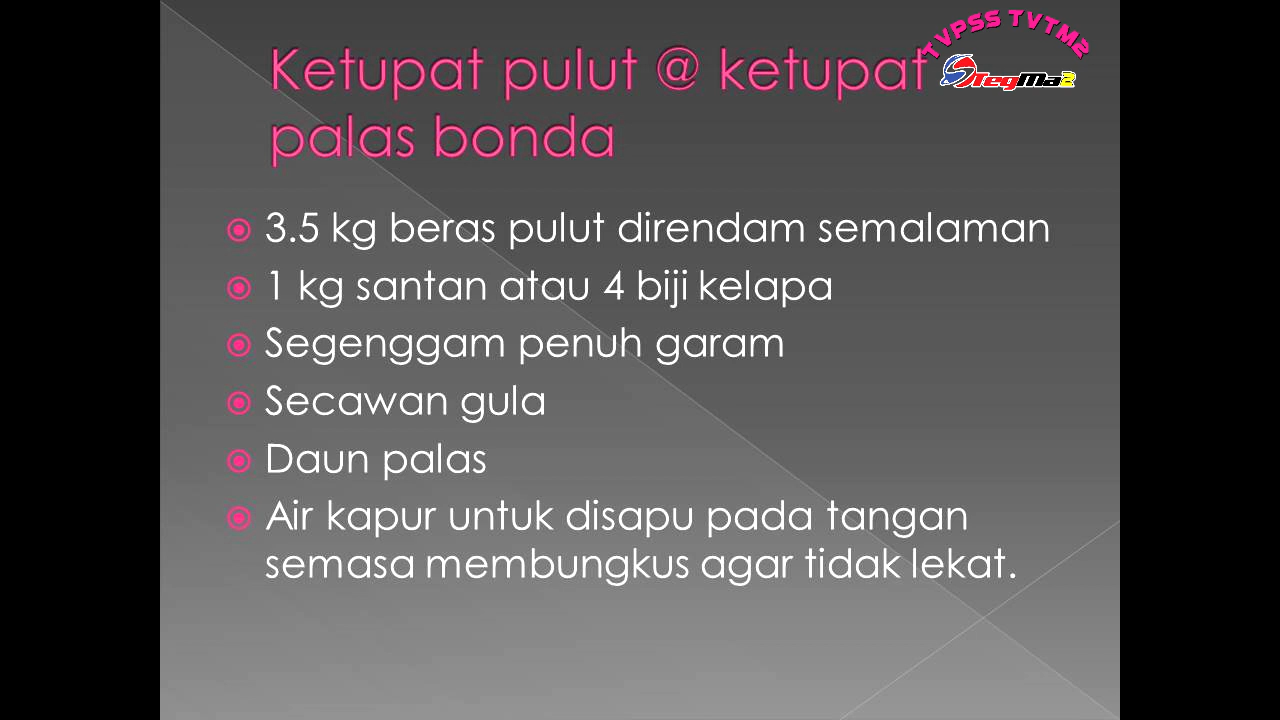 TVPSS TVTM2
STegMa2
Ketupat pulut @ ketupat
palas bonda
3.5 kg beras pulut direndam semalaman
1 kg santan atau 4 biji kelapa
Segenggam penuh garam
Secawan gula
Daun palas
Air kapur untuk disapu pada tangan
semasa membungkus agar tidak lekat.